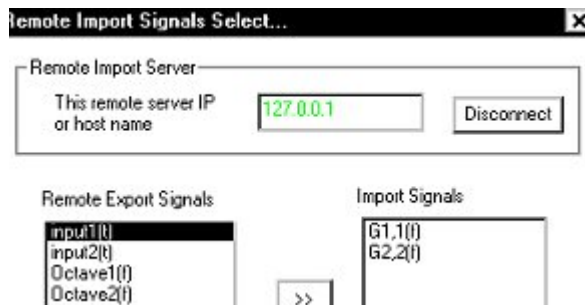 Remote Import Signals Select...
Remote Import Server
This remote server IP
or host name
127.0.0.1
Disconnect
Remote Export Signals
Import Signals
input1(t)
input2(t)
Octave1(f)
Octave2(f)
>>
G1,1(f)
G2,2(f)